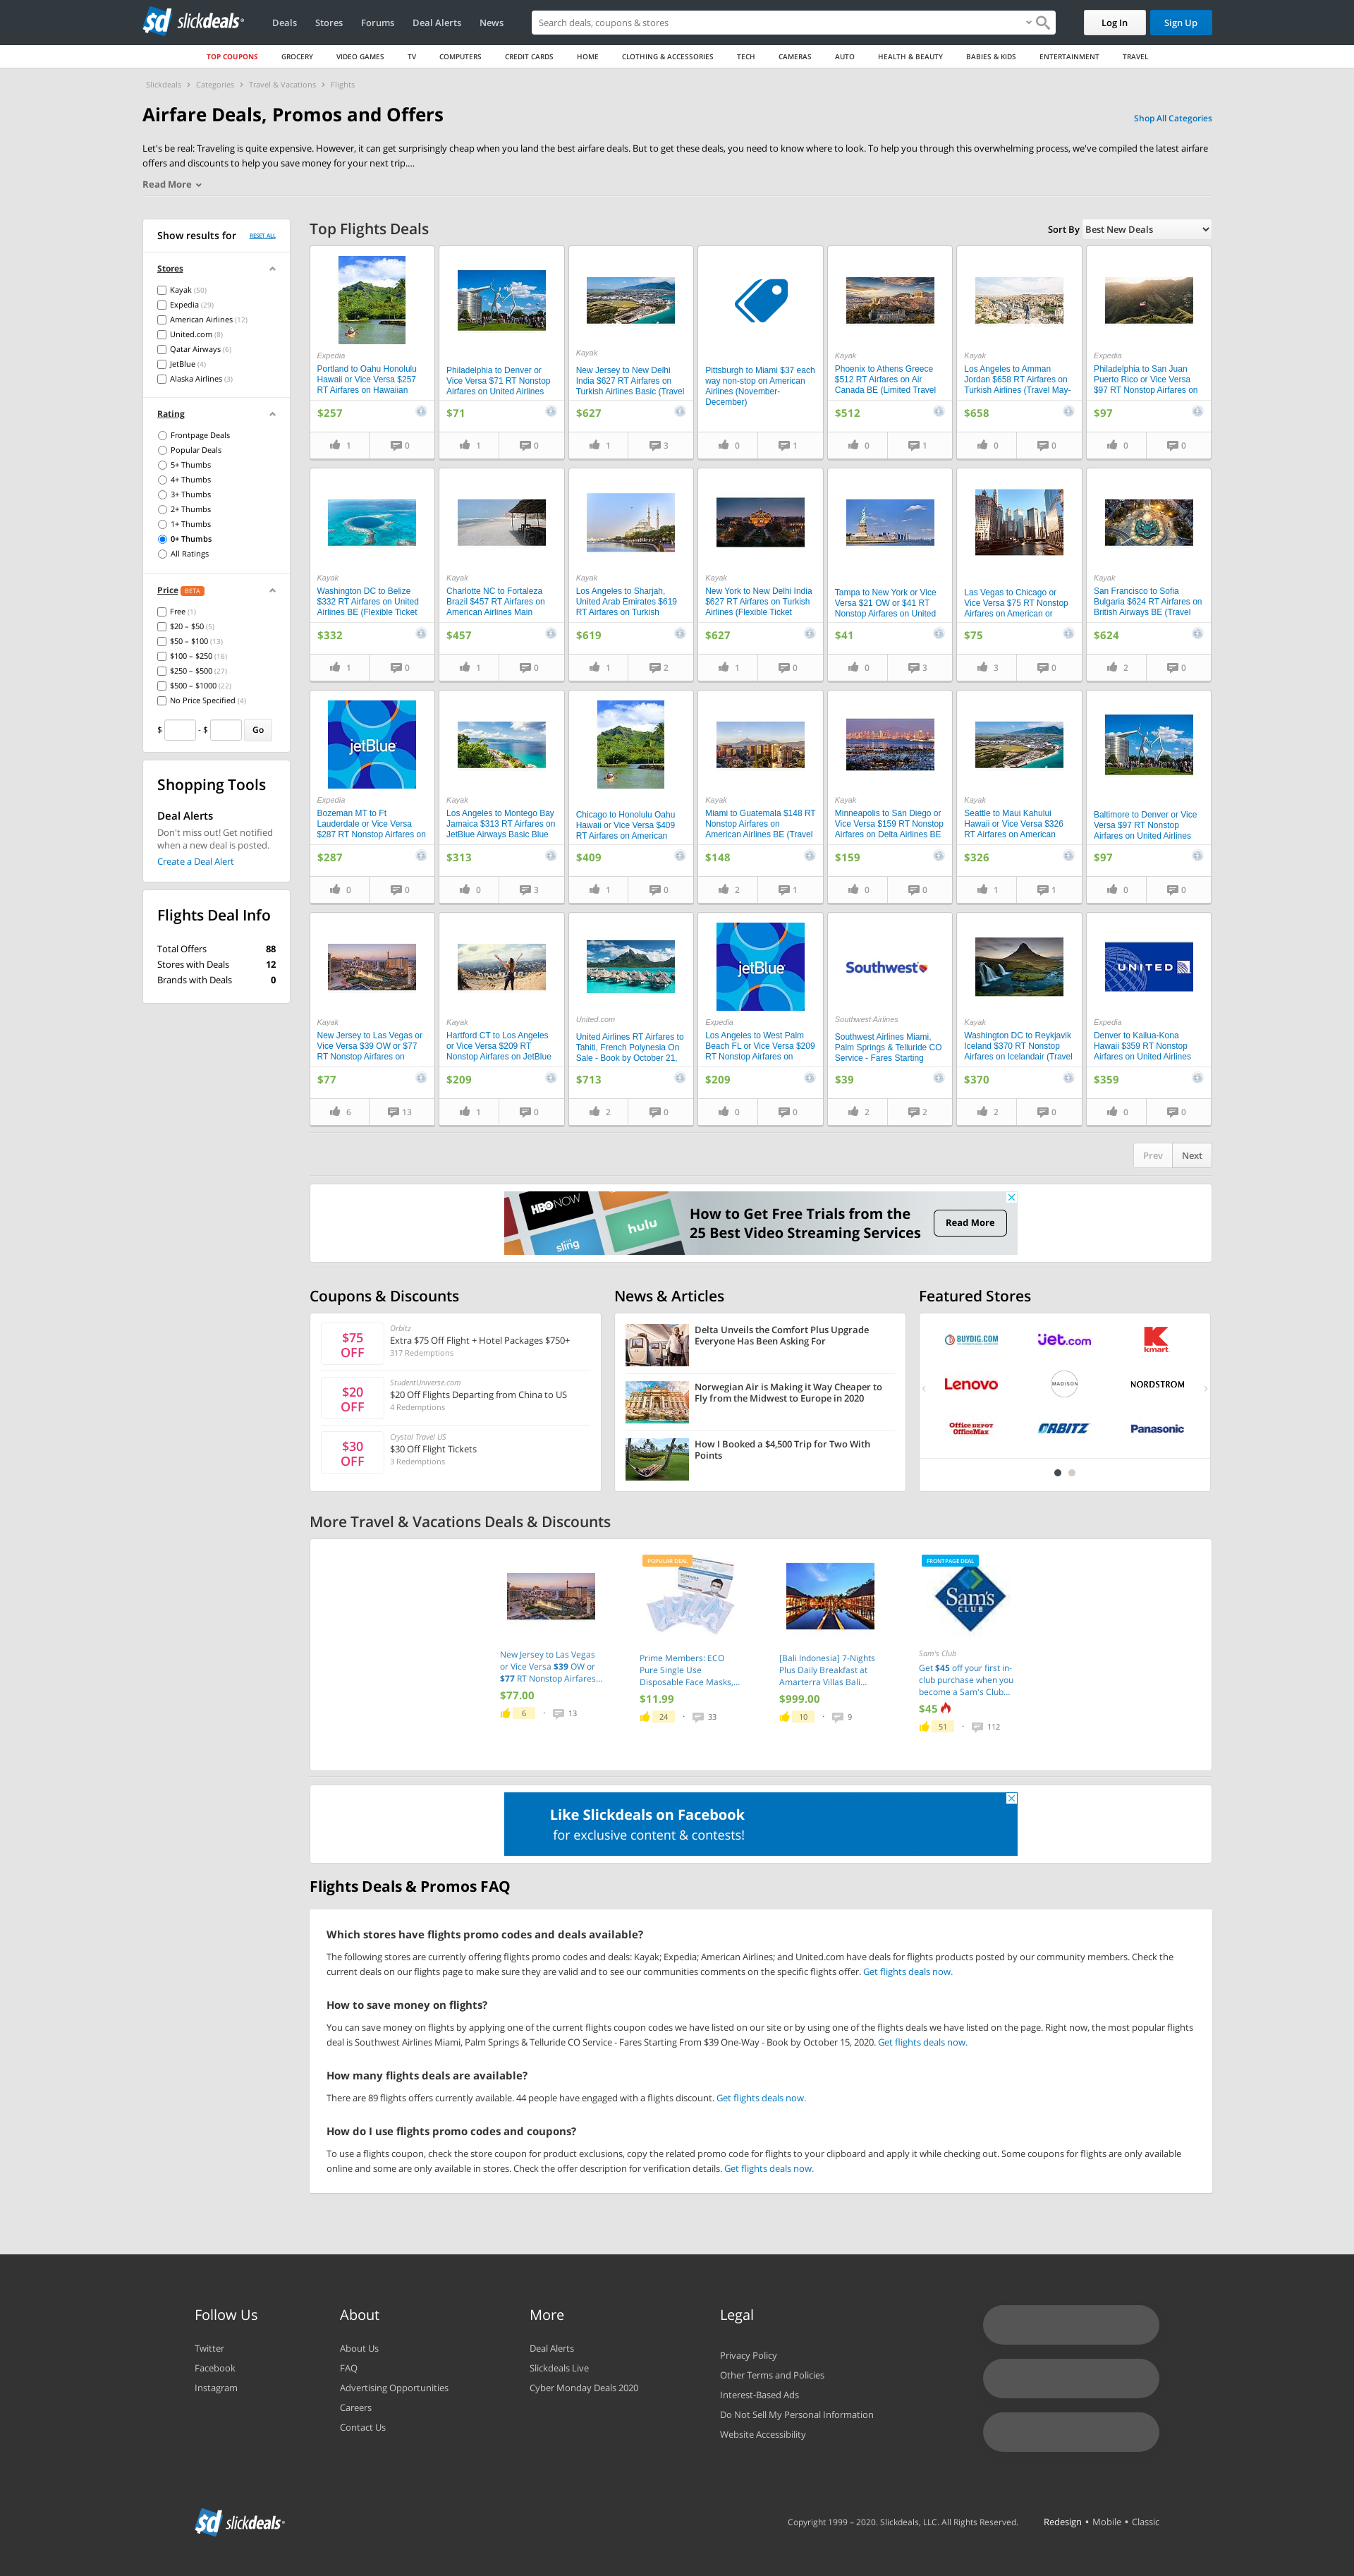 sd slickdeals
Deals Stores Forums Deal Alerts News
Search deals, coupons & stores
Log In Sign Up
TOP COUPONS GROCERY VIDEO GAMES TV COMPUTERS CREDIT CARDS HOME CLOTHING & ACCESSORIES TECH CAMERAS AUTO HEALTH & BEAUTY BABIES & KIDS ENTERTAINMENT TRAVEL
Slickdeals > Categories > Travel & Vacations > Flights
Airfare Deals, Promos and Offers
Shop All Categories
Let's be real: Traveling is quite expensive. However, it can get surprisingly cheap when you land the best airfare deals. But to get these deals, you need to know where to look. To help you through this overwhelming process, we've compiled the latest airfare
offers and discounts to help you save money for your next trip....
Read More
Show results for RESET ALL
Stores
Kayak (50)
Expedia (29)
American Airlines (12)
United.com (8)
Qatar Airways (6)
JetBlue (4)
Alaska Airlines (3)
Rating
Frontpage Deals
Popular Deals
5+ Thumbs
4+ Thumbs
3+ Thumbs
2+ Thumbs
1+ Thumbs
0+ Thumbs
All Ratings
Price BETA
Free (1)
$20 – $50 (5)
$50 – $100 (13)
$100 – $250 (16)
$250 – $500 (27)
$500 – $1000 (22)
No Price Specified (4)
$ - $ Go
Shopping Tools
Deal Alerts
Don't miss out! Get notified
when a new deal is posted.
Create a Deal Alert
Flights Deal Info
Total Offers 88
Stores with Deals 12
Brands with Deals 0
Top Flights Deals
Sort By Best New Deals
Expedia
Portland to Oahu Honolulu
Hawaii or Vice Versa $257
RT Airfares on Hawaiian
$257
1 0
Philadelphia to Denver or
Vice Versa $71 RT Nonstop
Airfares on United Airlines
$71
1 0
Kayak
New Jersey to New Delhi
India $627 RT Airfares on
Turkish Airlines Basic (Travel
$627
1 3
Pittsburgh to Miami $37 each
way non-stop on American
Airlines (November-
December)
0 1
Kayak
Phoenix to Athens Greece
$512 RT Airfares on Air
Canada BE (Limited Travel
$512
0 1
Kayak
Los Angeles to Amman
Jordan $658 RT Airfares on
Turkish Airlines (Travel May-
$658
0 0
Expedia
Philadelphia to San Juan
Puerto Rico or Vice Versa
$97 RT Nonstop Airfares on
$97
0 0
Kayak
Washington DC to Belize
$332 RT Airfares on United
Airlines BE (Flexible Ticket
$332
1 0
Kayak
Charlotte NC to Fortaleza
Brazil $457 RT Airfares on
American Airlines Main
$457
1 0
Kayak
Los Angeles to Sharjah,
United Arab Emirates $619
RT Airfares on Turkish
$619
1 2
Kayak
New York to New Delhi India
$627 RT Airfares on Turkish
Airlines (Flexible Ticket
$627
1 0
Tampa to New York or Vice
Versa $21 OW or $41 RT
Nonstop Airfares on United
$41
0 3
Las Vegas to Chicago or
Vice Versa $75 RT Nonstop
Airfares on American or
$75
3 0
Kayak
San Francisco to Sofia
Bulgaria $624 RT Airfares on
British Airways BE (Travel
$624
2 0
jetBlue
Expedia
Bozeman MT to Ft
Lauderdale or Vice Versa
$287 RT Nonstop Airfares on
$287
0 0
Kayak
Los Angeles to Montego Bay
Jamaica $313 RT Airfares on
JetBlue Airways Basic Blue
$313
0 3
Chicago to Honolulu Oahu
Hawaii or Vice Versa $409
RT Airfares on American
$409
1 0
Kayak
Miami to Guatemala $148 RT
Nonstop Airfares on
American Airlines BE (Travel
$148
2 1
Kayak
Minneapolis to San Diego or
Vice Versa $159 RT Nonstop
Airfares on Delta Airlines BE
$159
0 0
Kayak
Seattle to Maui Kahului
Hawaii or Vice Versa $326
RT Airfares on American
$326
1 1
Baltimore to Denver or Vice
Versa $97 RT Nonstop
Airfares on United Airlines
$97
0 0
Kayak
New Jersey to Las Vegas or
Vice Versa $39 OW or $77
RT Nonstop Airfares on
$77
6 13
Kayak
Hartford CT to Los Angeles
or Vice Versa $209 RT
Nonstop Airfares on JetBlue
$209
1 0
United.com
United Airlines RT Airfares to
Tahiti, French Polynesia On
Sale - Book by October 21,
$713
2 0
jetBlue
Expedia
Los Angeles to West Palm
Beach FL or Vice Versa $209
RT Nonstop Airfares on
$209
0 0
Southwest
Southwest Airlines
Southwest Airlines Miami,
Palm Springs & Telluride CO
Service - Fares Starting
$39
2 2
Kayak
Washington DC to Reykjavik
Iceland $370 RT Nonstop
Airfares on Icelandair (Travel
$370
2 0
UNITED
Expedia
Denver to Kailua-Kona
Hawaii $359 RT Nonstop
Airfares on United Airlines
$359
0 0
Prev Next
HBO NOW
hulu
sling
How to Get Free Trials from the
25 Best Video Streaming Services
Read More
Coupons & Discounts
$75
OFF
Orbitz
Extra $75 Off Flight + Hotel Packages $750+
317 Redemptions
$20
OFF
StudentUniverse.com
$20 Off Flights Departing from China to US
4 Redemptions
$30
OFF
Crystal Travel US
$30 Off Flight Tickets
3 Redemptions
News & Articles
Delta Unveils the Comfort Plus Upgrade
Everyone Has Been Asking For
Norwegian Air is Making it Way Cheaper to
Fly from the Midwest to Europe in 2020
How I Booked a $4,500 Trip for Two With
Points
Featured Stores
BUYDIG.COM jet.com kmart
Lenovo MADISON NORDSTROM
Office DEPOT
OfficeMax
ORBITZ Panasonic
More Travel & Vacations Deals & Discounts
New Jersey to Las Vegas
or Vice Versa $39 OW or
$77 RT Nonstop Airfares...
$77.00
6 · 13
POPULAR DEAL
Prime Members: ECO
Pure Single Use
Disposable Face Masks,...
$11.99
24 · 33
[Bali Indonesia] 7-Nights
Plus Daily Breakfast at
Amarterra Villas Bali...
$999.00
10 · 9
FRONTPAGE DEAL
Sam's
CLUB
Sam's Club
Get $45 off your first in-
club purchase when you
become a Sam's Club...
$45
51 · 112
Like Slickdeals on Facebook
for exclusive content & contests!
Flights Deals & Promos FAQ
Which stores have flights promo codes and deals available?
The following stores are currently offering flights promo codes and deals: Kayak; Expedia; American Airlines; and United.com have deals for flights products posted by our community members. Check the
current deals on our flights page to make sure they are valid and to see our communities comments on the specific flights offer. Get flights deals now.
How to save money on flights?
You can save money on flights by applying one of the current flights coupon codes we have listed on our site or by using one of the flights deals we have listed on the page. Right now, the most popular flights
deal is Southwest Airlines Miami, Palm Springs & Telluride CO Service - Fares Starting From $39 One-Way - Book by October 15, 2020. Get flights deals now.
How many flights deals are available?
There are 89 flights offers currently available. 44 people have engaged with a flights discount. Get flights deals now.
How do I use flights promo codes and coupons?
To use a flights coupon, check the store coupon for product exclusions, copy the related promo code for flights to your clipboard and apply it while checking out. Some coupons for flights are only available
online and some are only available in stores. Check the offer description for verification details. Get flights deals now.
Follow Us
Twitter
Facebook
Instagram
About
About Us
FAQ
Advertising Opportunities
Careers
Contact Us
More
Deal Alerts
Slickdeals Live
Cyber Monday Deals 2020
Legal
Privacy Policy
Other Terms and Policies
Interest-Based Ads
Do Not Sell My Personal Information
Website Accessibility
sd slickdeals
Copyright 1999 – 2020. Slickdeals, LLC. All Rights Reserved.
Redesign • Mobile • Classic